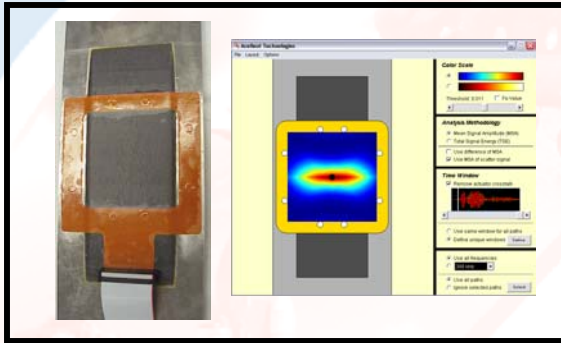 Acellent Technologies
File Layout Options
Color Scale
Threshold: 0.011 Fix Value
Analysis Methodology
Mean Signal Amplitude (MSA)
Total Signal Energy (TSE)
Use difference of MSA
Use MSA of scatter signal
Time Window
Remove actuator crosstalk
Use same window for all paths
Define unique windows Define
Use all frequencies
Use all paths
Ignore selected paths Select